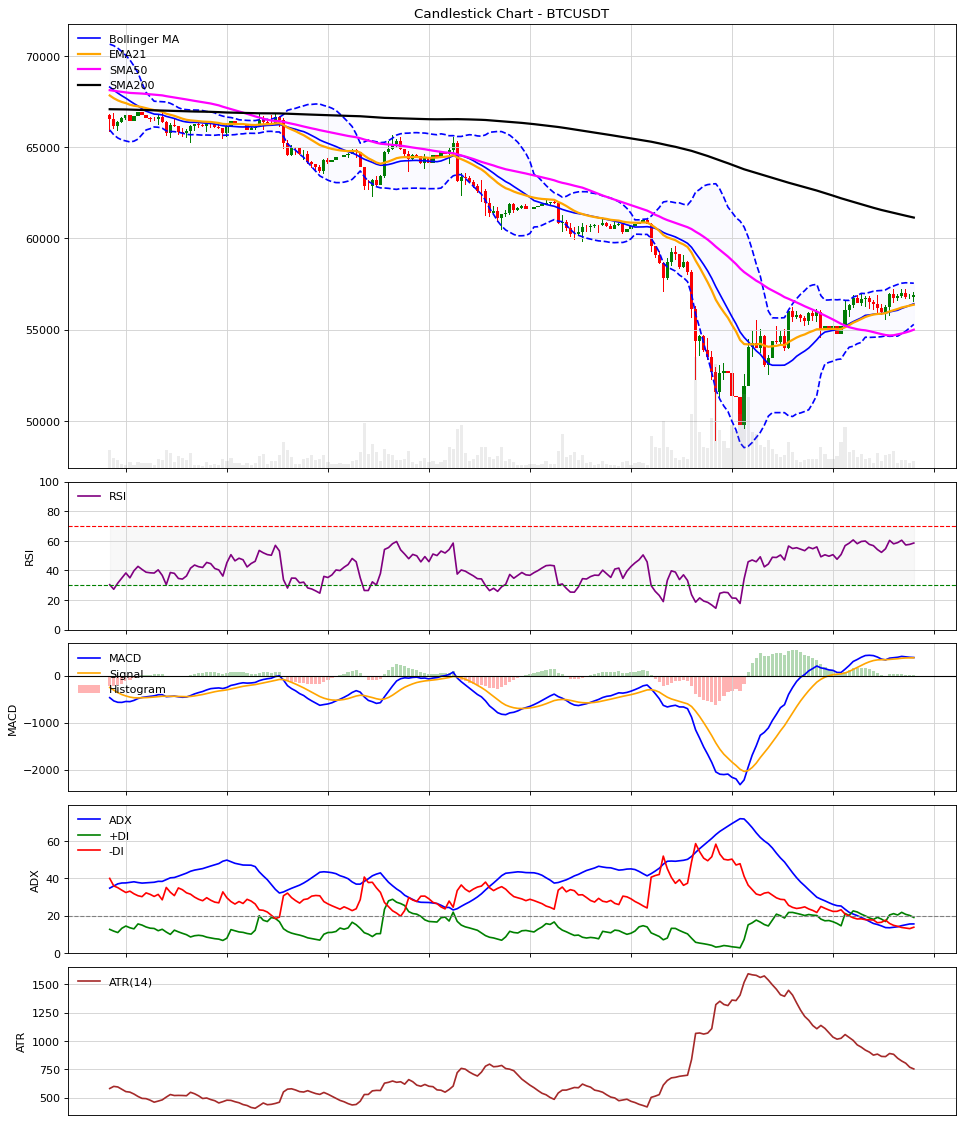 Candlestick Chart - BTCUSDT
Bollinger MA
EMA21
SMA50
SMA200
70000
65000
60000
55000
50000
RSI
100
80
60
40
20
0
RSI
MACD
Signal
Histogram
0
−1000
−2000
MACD
ADX
+DI
-DI
60
40
20
0
ADX
ATR(14)
1500
1250
1000
750
500
ATR